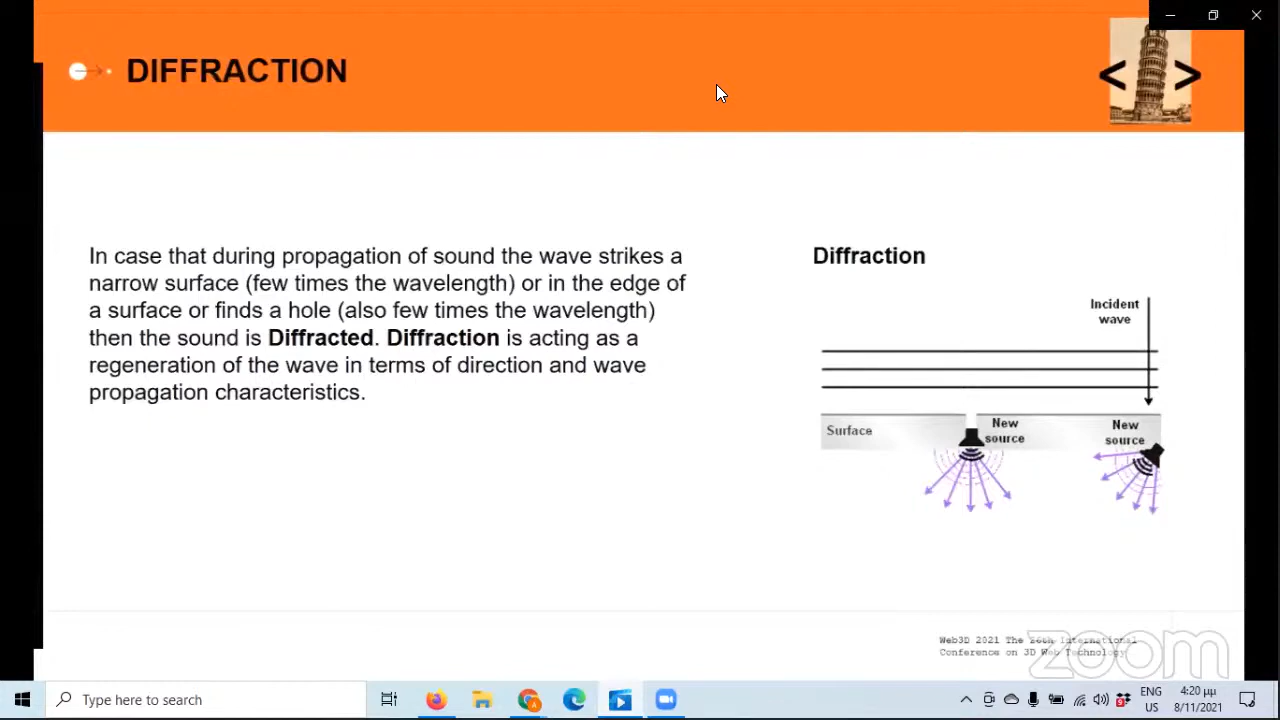 DIFFRACTION
< >
In case that during propagation of sound the wave strikes a
narrow surface (few times the wavelength) or in the edge of
a surface or finds a hole (also few times the wavelength)
then the sound is Diffracted. Diffraction is acting as a
regeneration of the wave in terms of direction and wave
propagation characteristics.
Diffraction
Incident
wave
Surface
New
source
New
source
Web3D 2021 The 26th International
Conference on 3D Web Technology
zoom
Type here to search
ENG
US
4:20 μμ
8/11/2021